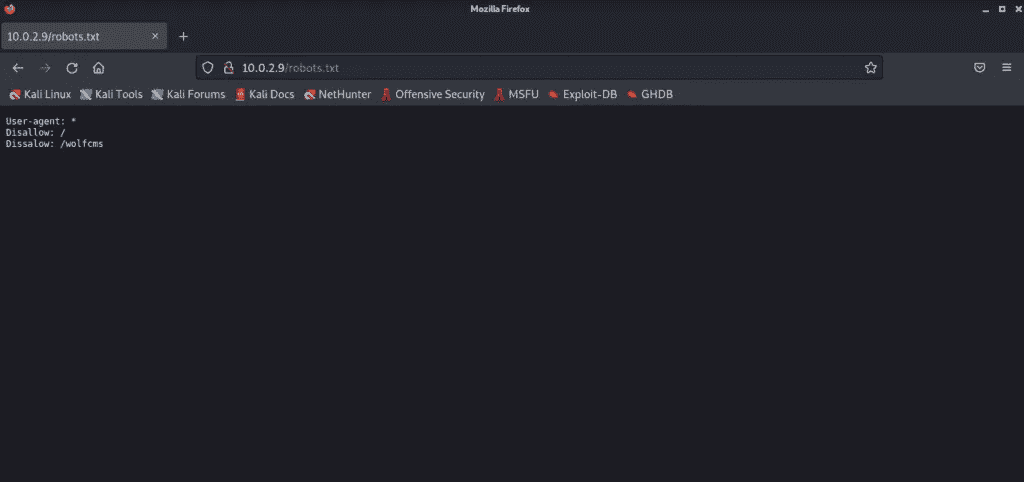 Mozilla Firefox
10.0.2.9/robots.txt
10.0.2.9/robots.txt
Kali Linux Kali Tools Kali Forums Kali Docs NetHunter Offensive Security MSFU Exploit-DB GHDB
User-agent: *
Disallow: /
Dissalow: /wolfcms